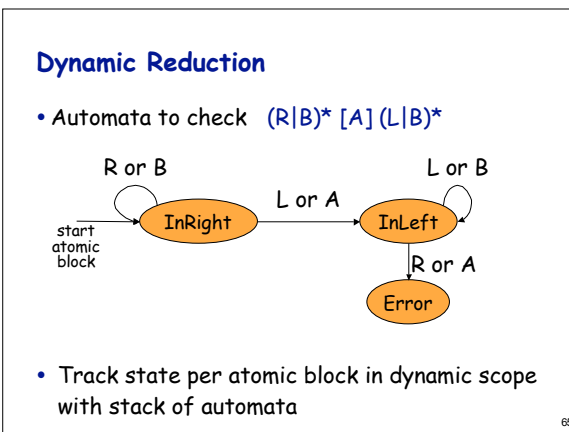 Dynamic Reduction
• Automata to check (R|B)* [A] (L|B)*
R or B
L or B
L or A
start
atomic
block
InRight
InLeft
R or A
Error
• Track state per atomic block in dynamic scope
with stack of automata
65